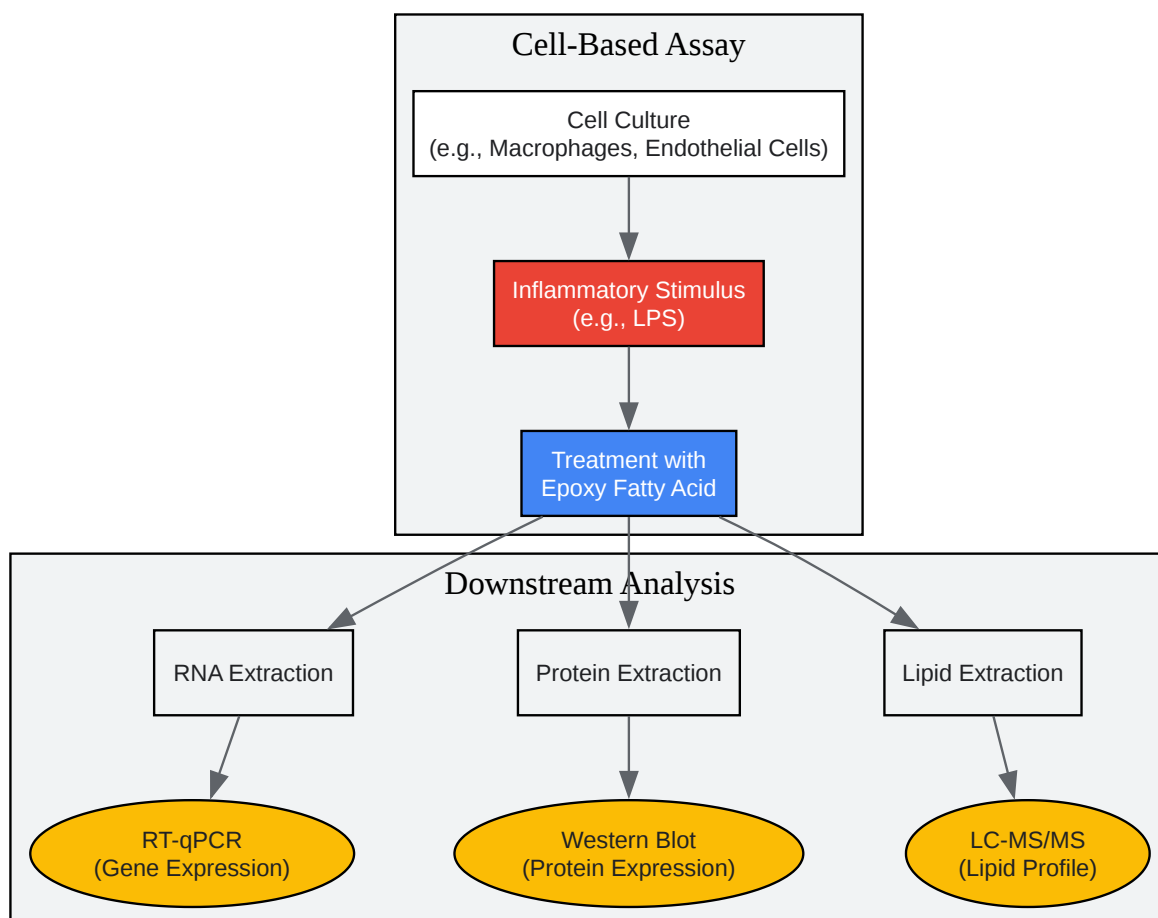 Cell-Based Assay
Cell Culture
(e.g., Macrophages, Endothelial Cells)
Inflammatory Stimulus
(e.g., LPS)
Treatment with
Epoxy Fatty Acid
Downstream Analysis
RNA Extraction
Protein Extraction
Lipid Extraction
RT-qPCR
(Gene Expression)
Western Blot
(Protein Expression)
LC-MS/MS
(Lipid Profile)